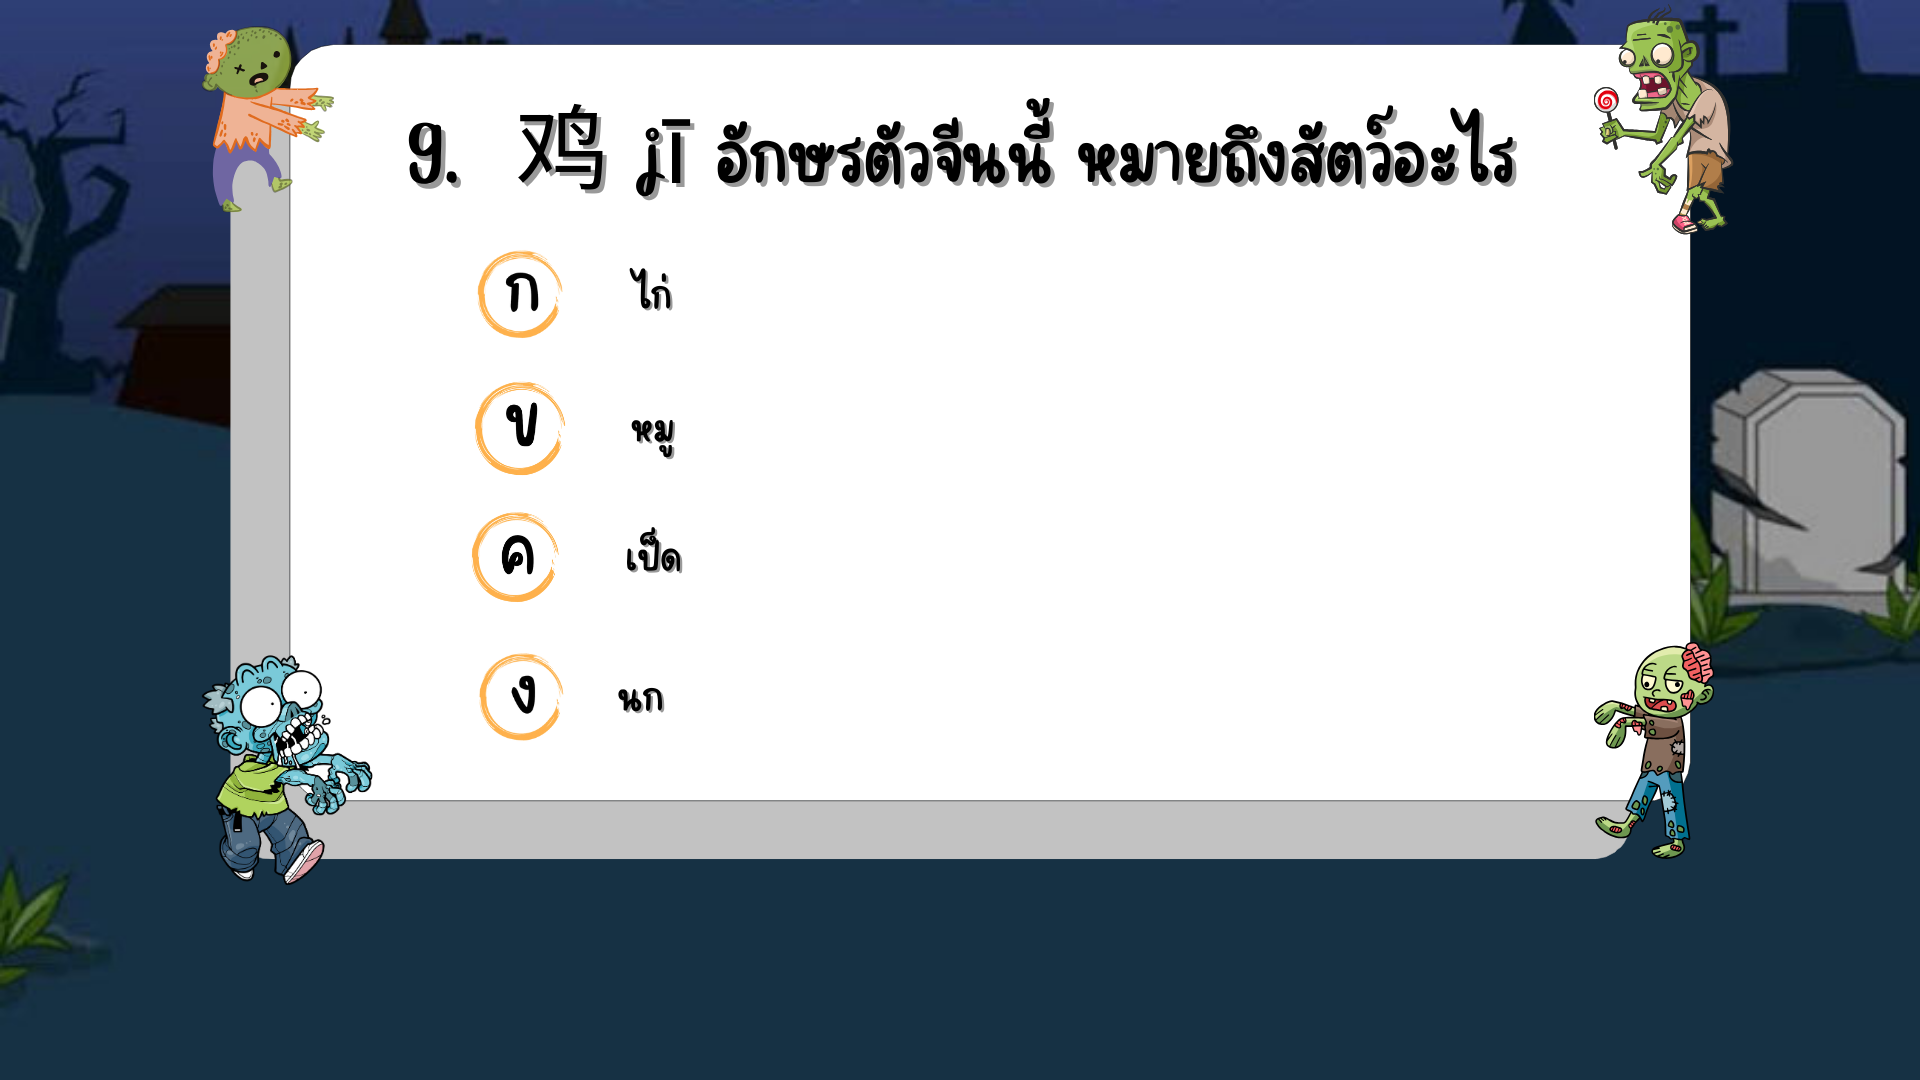 9. 鸡 jī อักษรตัวจีนนี้ หมายถึงสัตว์อะไร
ก ไก่
ข หมู
ค เป็ด
ง นก